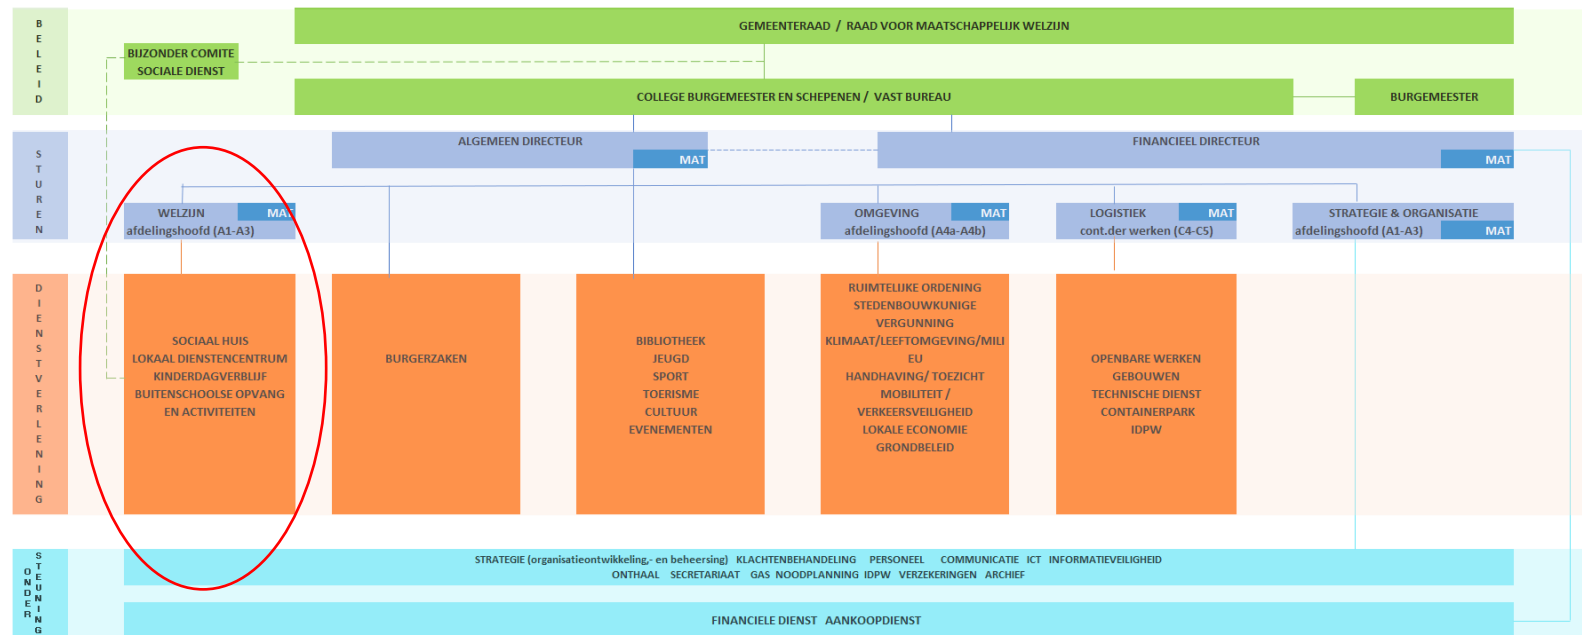 BELEID
GEMEENTERAAD / RAAD VOOR MAATSCHAPPELIJK WELZIJN
BIJZONDER COMITE
SOCIALE DIENST
COLLEGE BURGEMEESTER EN SCHEPENEN / VAST BUREAU
BURGEMEESTER
STUREN
ALGEMEEN DIRECTEUR
MAT
FINANCIEEL DIRECTEUR
MAT
WELZIJN
MAT
afdelingshoofd (A1-A3)
OMGEVING
MAT
afdelingshoofd (A4a-A4b)
LOGISTIEK
MAT
cont.der werken (C4-C5)
STRATEGIE & ORGANISATIE
afdelingshoofd (A1-A3)
MAT
DIENSTVERLENING
SOCIAAL HUIS
LOKAAL DIENSTENCENTRUM
KINDERDAGVERBLIJF
BUITENSCHOOLSE OPVANG
EN ACTIVITEITEN
BURGERZAKEN
BIBLIOTHEEK
JEUGD
SPORT
TOERISME
CULTUUR
EVENEMENTEN
RUIMTELIJKE ORDENING
STEDENBOUWKUNIGE
VERGUNNING
KLIMAAT/LEEFTOMGEVING/MILI
EU
HANDHAVING/ TOEZICHT
MOBILITEIT /
VERKEERSVEILIGHEID
LOKALE ECONOMIE
GRONDBELEID
OPENBARE WERKEN
GEBOUWEN
TECHNISCHE DIENST
CONTAINERPARK
IDPW
ONDER
STEUNING
STRATEGIE (organisatieontwikkeling,- en beheersing) KLACHTENBEHANDELING PERSONEEL COMMUNICATIE ICT INFORMATIEVEILIGHEID
ONTHAAL SECRETARIAAT GAS NOODPLANNING IDPW VERZEKERINGEN ARCHIEF
FINANCIELE DIENST AANKOOPDIENST